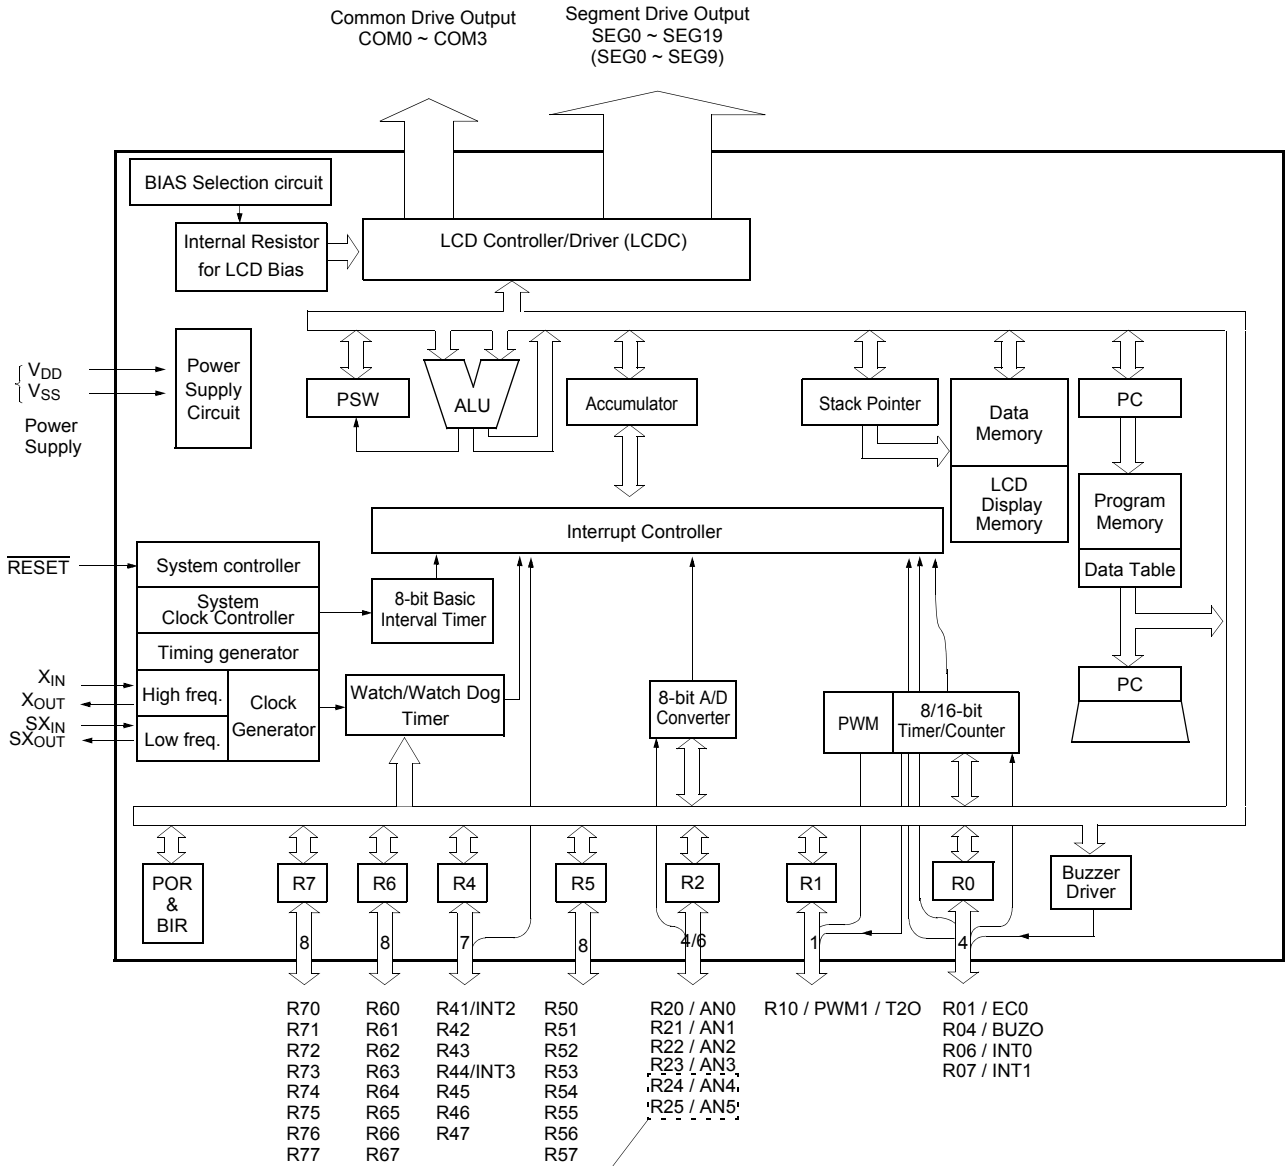 Common Drive Output
COM0 ~ COM3
Segment Drive Output
SEG0 ~ SEG19
(SEG0 ~ SEG9)
BIAS Selection circuit
Internal Resistor
for LCD Bias
LCD Controller/Driver (LCDC)
VDD
VSS
Power
Supply
Power
Supply
Circuit
PSW
ALU
Accumulator
Stack Pointer
Data
Memory
LCD
Display
Memory
PC
Program
Memory
Data Table
PC
Interrupt Controller
RESET
System controller
System
Clock Controller
Timing generator
High freq.
Low freq.
Clock
Generator
XIN
XOUT
SXIN
SXOUT
8-bit Basic
Interval Timer
Watch/Watch Dog
Timer
8-bit A/D
Converter
PWM
8/16-bit
Timer/Counter
POR
&
BIR
R7
R6
R4
R5
R2
R1
R0
Buzzer
Driver
8
8
7
8
4/6
1
4
R70
R71
R72
R73
R74
R75
R76
R77
R60
R61
R62
R63
R64
R65
R66
R67
R41/INT2
R42
R43
R44/INT3
R45
R46
R47
R50
R51
R52
R53
R54
R55
R56
R57
R20 / AN0
R21 / AN1
R22 / AN2
R23 / AN3
R24 / AN4
R25 / AN5
R10 / PWM1 / T2O
R01 / EC0
R04 / BUZO
R06 / INT0
R07 / INT1